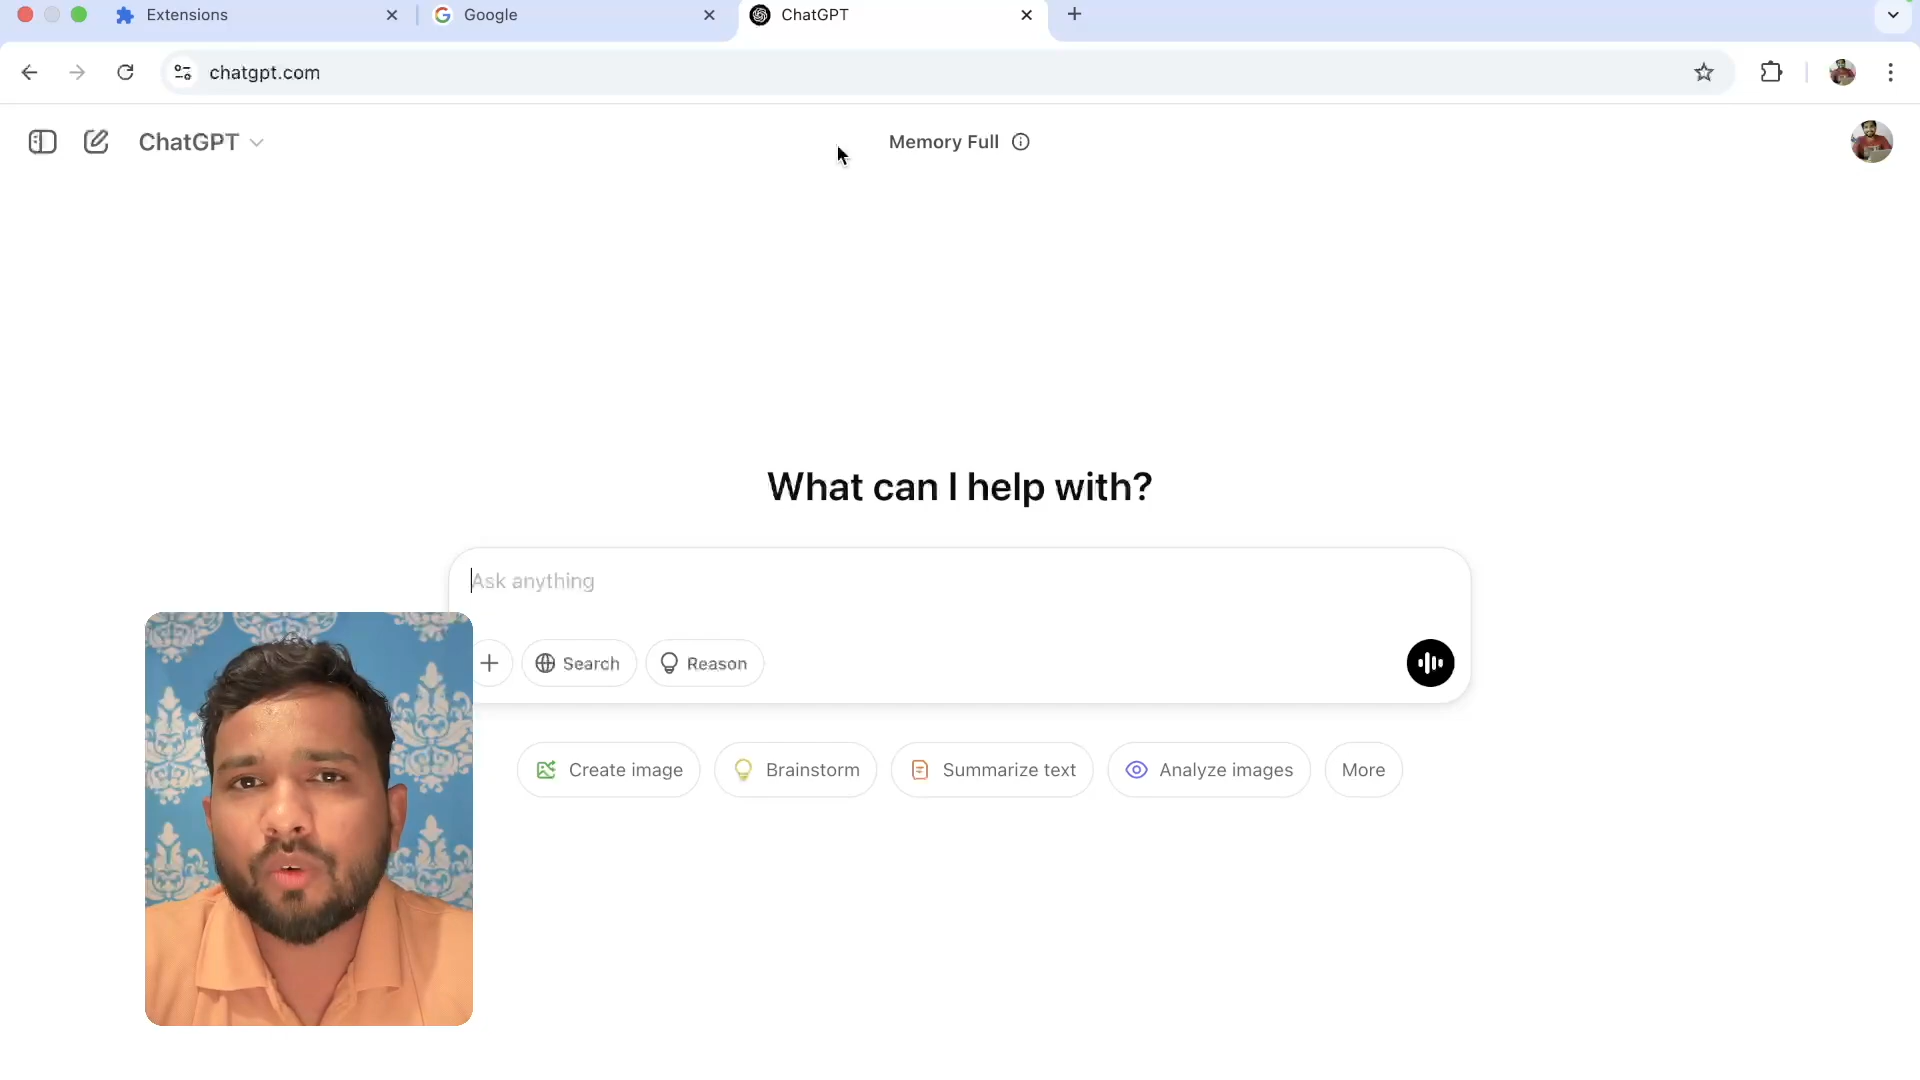 Extensions
Google
ChatGPT
chatgpt.com
ChatGPT
Memory Full
What can I help with?
Ask anything
Search
Reason
Create image
Brainstorm
Summarize text
Analyze images
More